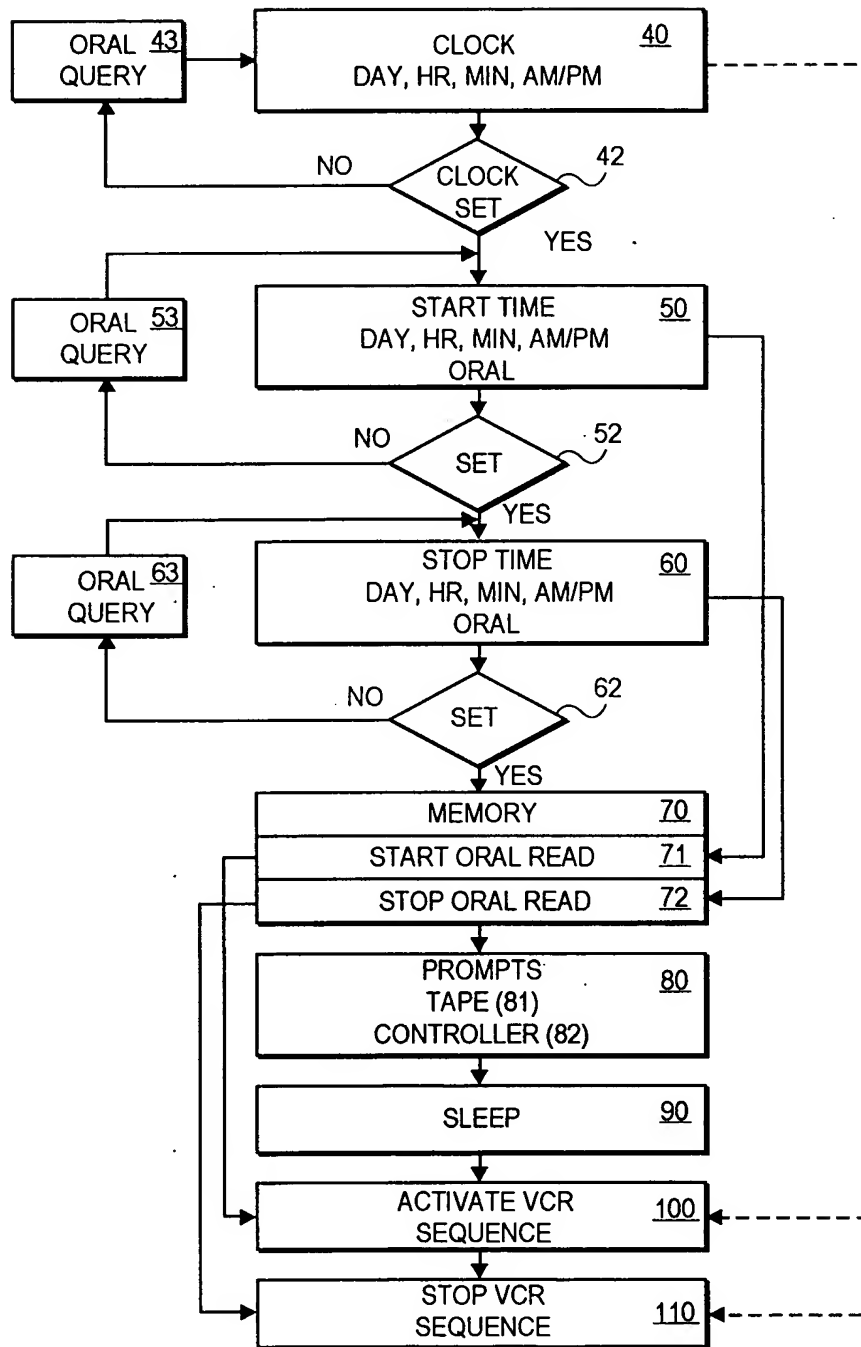 ORAL 43
QUERY
CLOCK 40
DAY, HR, MIN, AM/PM
NO
CLOCK
SET
42
YES
ORAL 53
QUERY
START TIME 50
DAY, HR, MIN, AM/PM
ORAL
NO
SET
52
YES
ORAL 63
QUERY
STOP TIME 60
DAY, HR, MIN, AM/PM
ORAL
NO
SET
62
YES
MEMORY 70
START ORAL READ 71
STOP ORAL READ 72
PROMPTS 80
TAPE (81)
CONTROLLER (82)
SLEEP 90
ACTIVATE VCR 100
SEQUENCE
STOP VCR 110
SEQUENCE